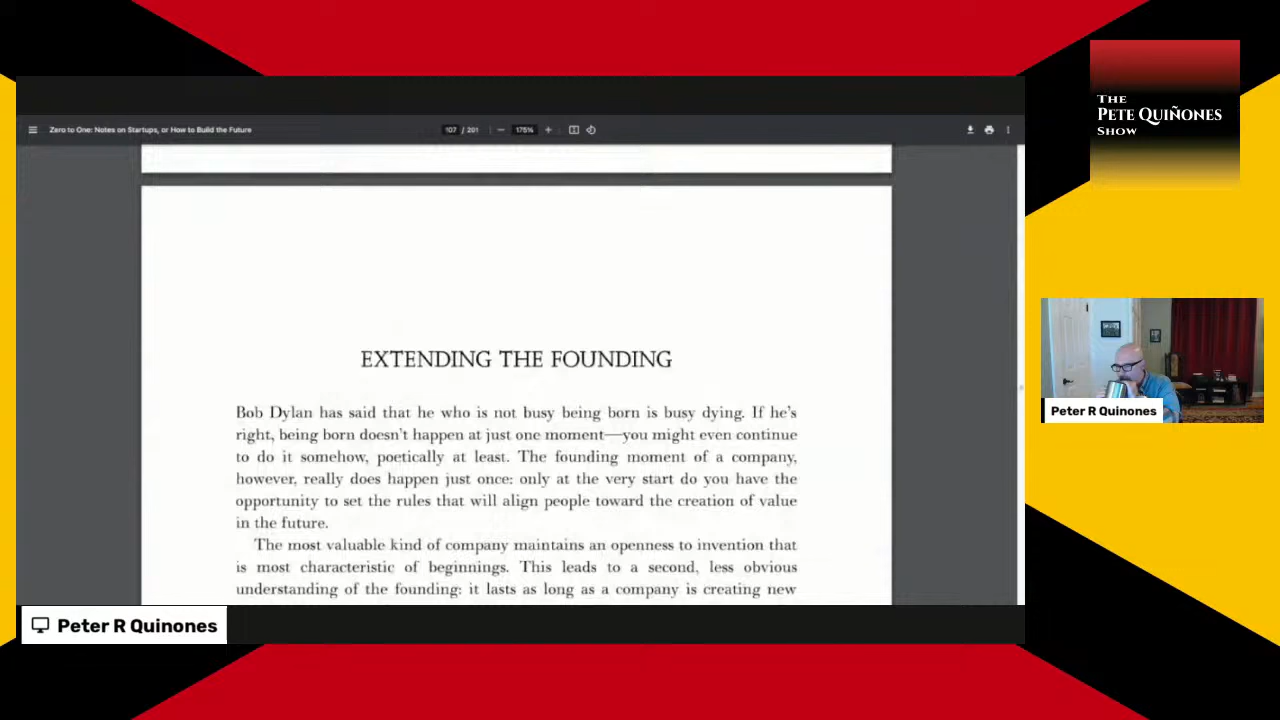 THE
PETE QUIÑONES
SHOW
Zero to One: Notes on Startups, or How to Build the Future
107 / 201
175%
EXTENDING THE FOUNDING
Bob Dylan has said that he who is not busy being born is busy dying. If he's
right, being born doesn't happen at just one moment—you might even continue
to do it somehow, poetically at least. The founding moment of a company,
however, really does happen just once: only at the very start do you have the
opportunity to set the rules that will align people toward the creation of value
in the future.
The most valuable kind of company maintains an openness to invention that
is most characteristic of beginnings. This leads to a second, less obvious
understanding of the founding: it lasts as long as a company is creating new
Peter R Quinones
Peter R Quinones